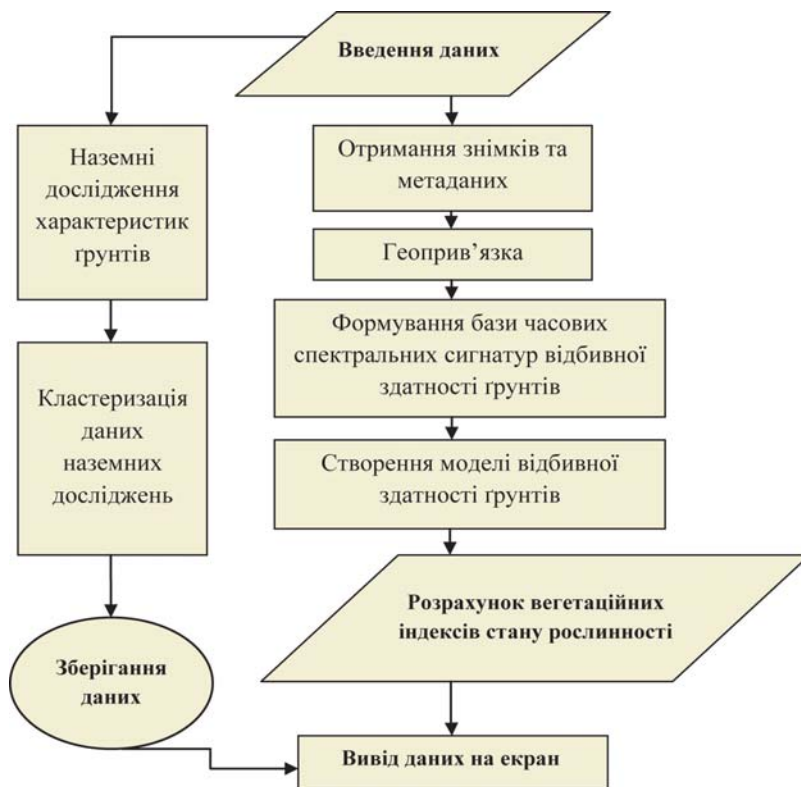 Введення даних
Наземні
дослідження
характеристик
ґрунтів
Кластеризація
даних
наземних
досліджень
Зберігання
даних
Отримання знімків та
метаданих
Геоприв’язка
Формування бази часових
спектральних сигнатур відбивної
здатності ґрунтів
Створення моделі відбивної
здатності ґрунтів
Розрахунок вегетаційних
індексів стану рослинності
Вивід даних на екран